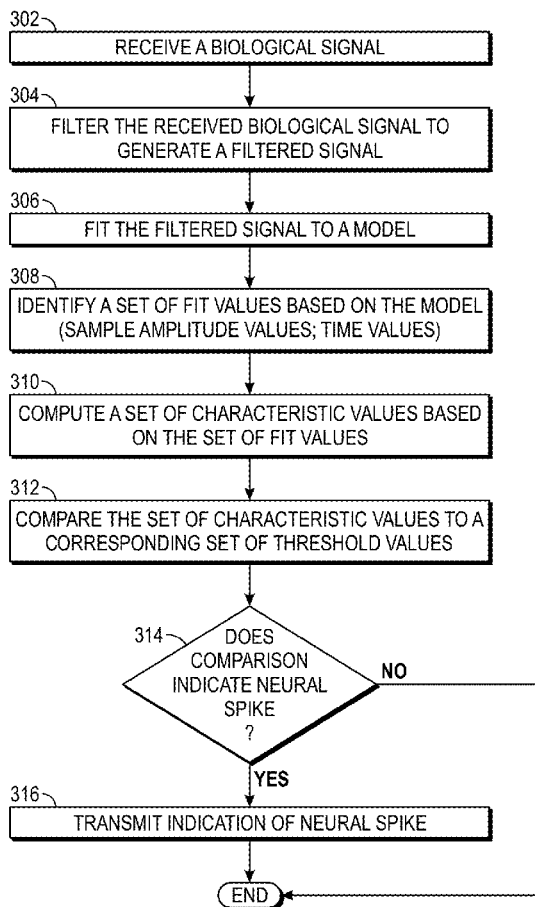 302
RECEIVE A BIOLOGICAL SIGNAL
304
FILTER THE RECEIVED BIOLOGICAL SIGNAL TO
GENERATE A FILTERED SIGNAL
306
FIT THE FILTERED SIGNAL TO A MODEL
308
IDENTIFY A SET OF FIT VALUES BASED ON THE MODEL
(SAMPLE AMPLITUDE VALUES; TIME VALUES)
310
COMPUTE A SET OF CHARACTERISTIC VALUES BASED
ON THE SET OF FIT VALUES
312
COMPARE THE SET OF CHARACTERISTIC VALUES TO A
CORRESPONDING SET OF THRESHOLD VALUES
314
DOES
COMPARISON
INDICATE NEURAL
SPIKE
?
NO
YES
316
TRANSMIT INDICATION OF NEURAL SPIKE
END